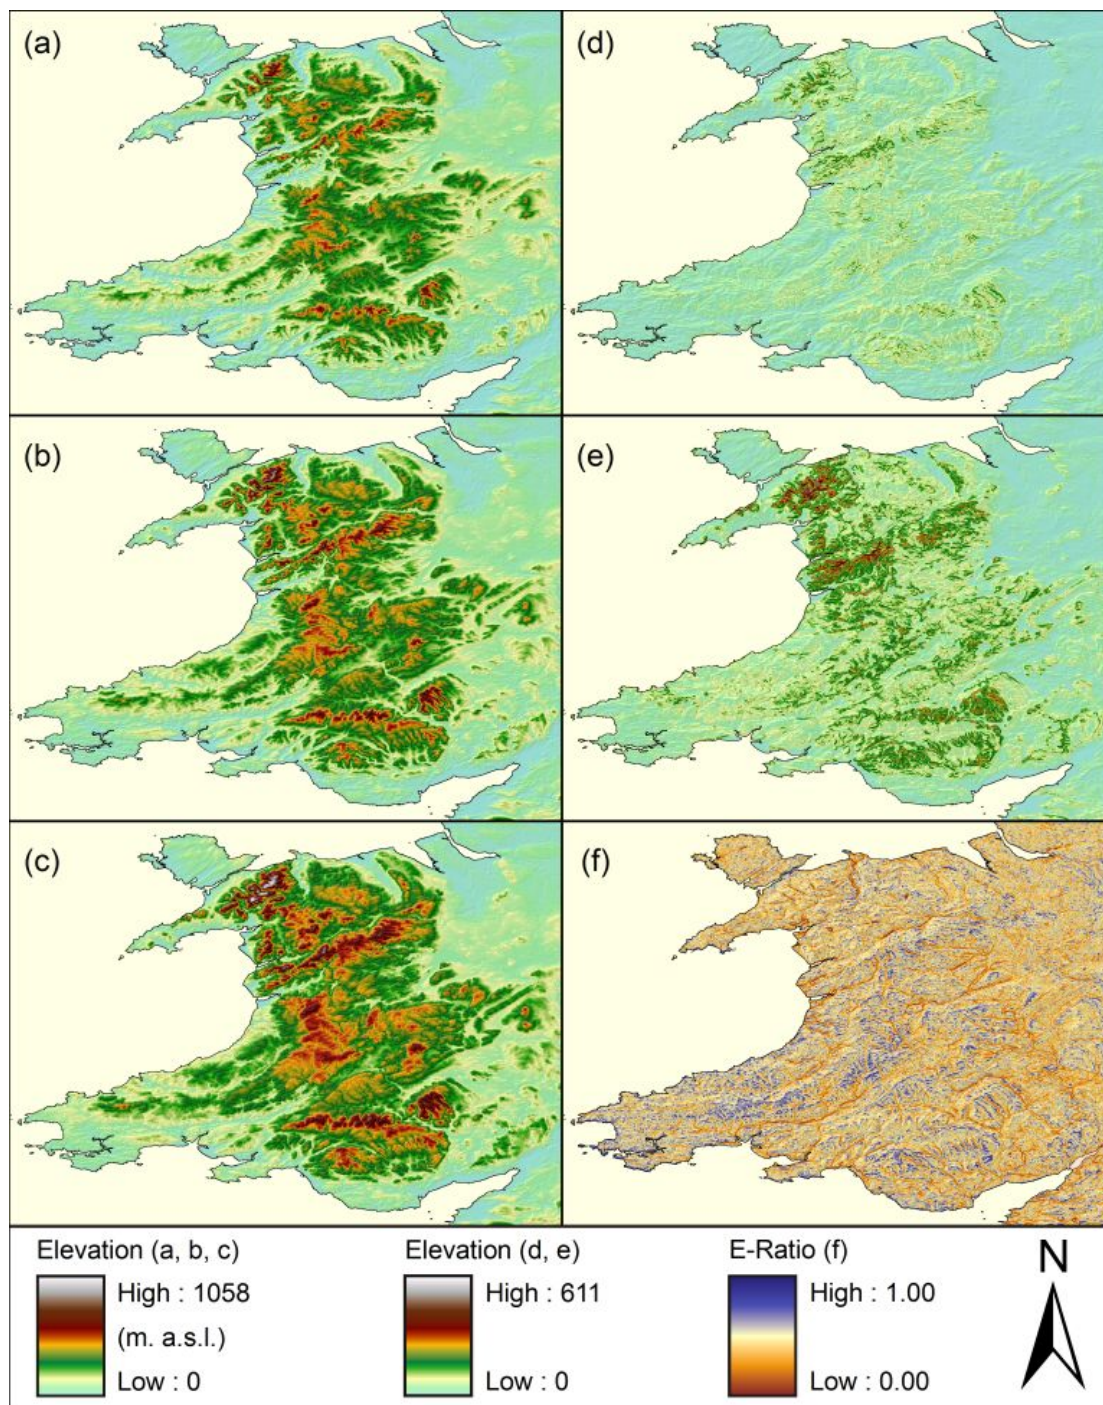 (a)
(d)
(b)
(e)
(c)
(f)
Elevation (a, b, c)
High : 1058
(m. a.s.l.)
Low : 0
Elevation (d, e)
High : 611
Low : 0
E-Ratio (f)
High : 1.00
Low : 0.00
N